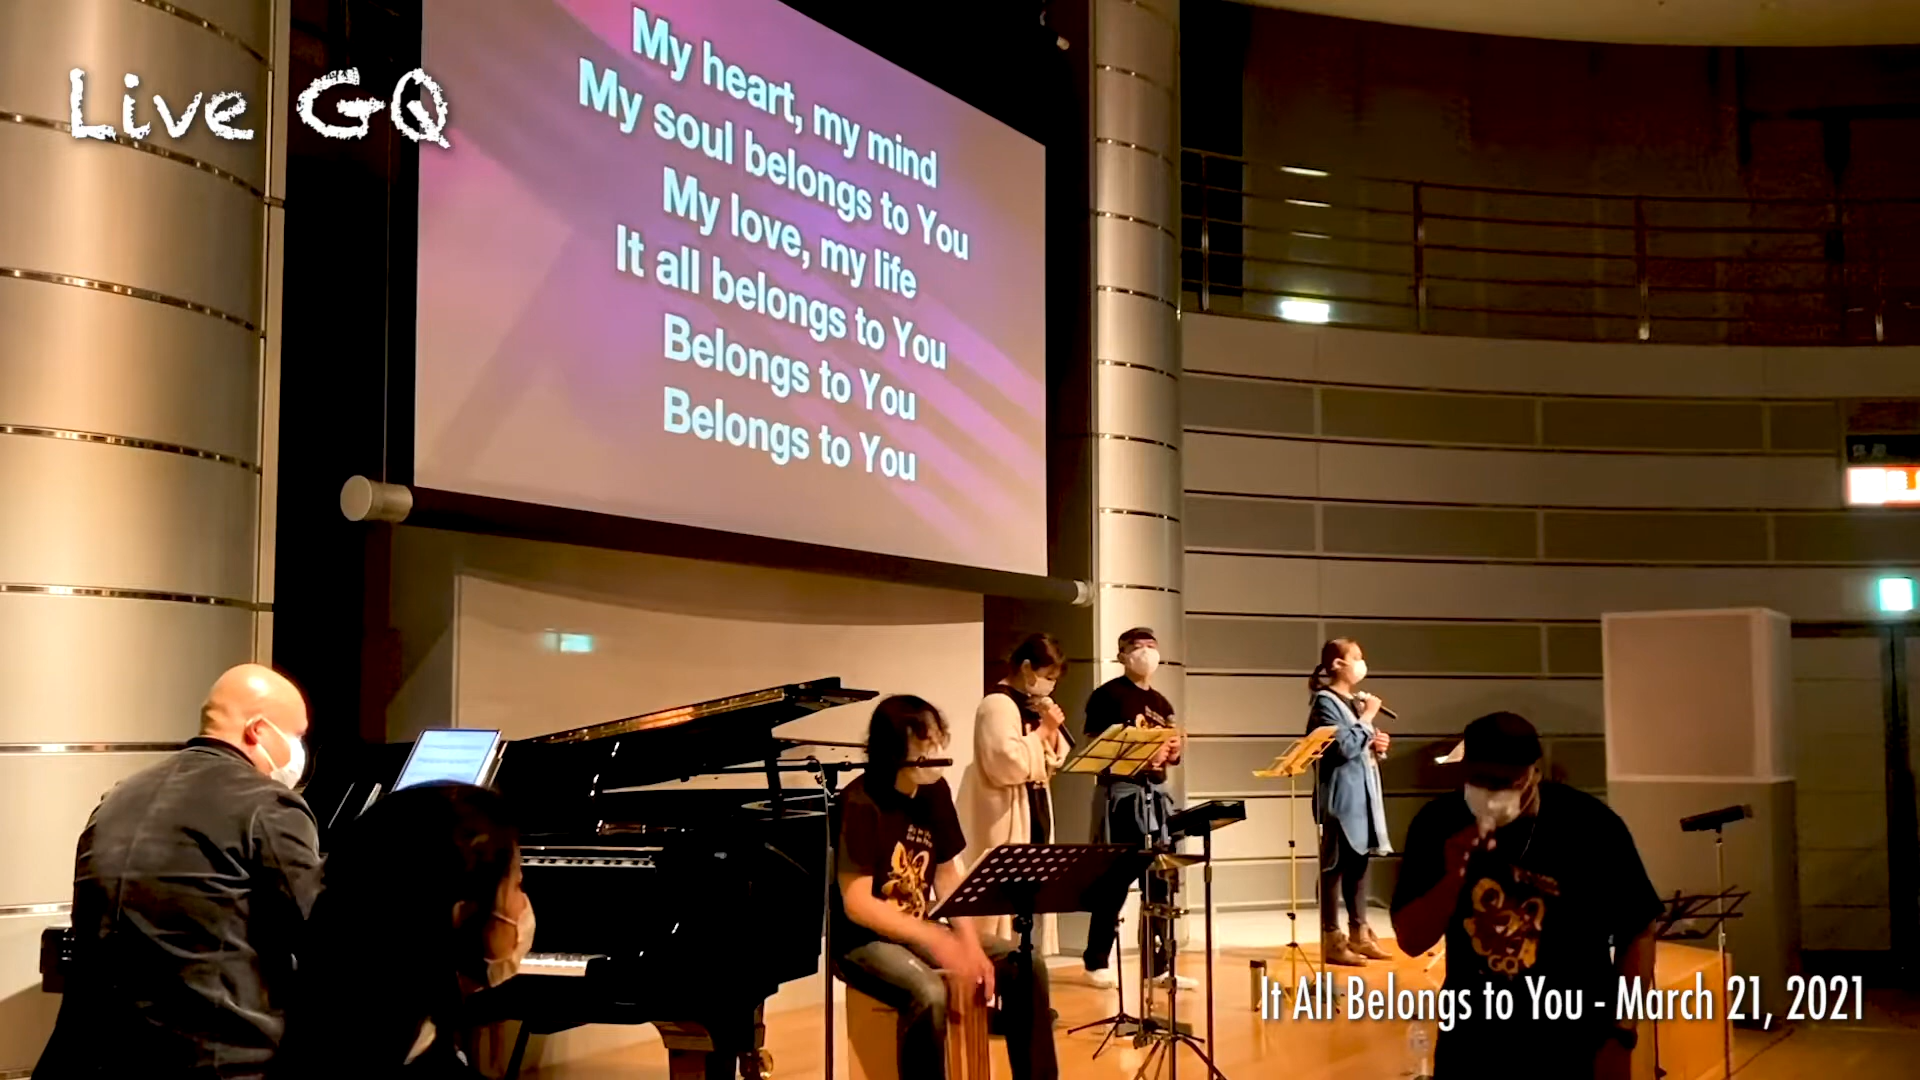 Live GQ
My heart, my mind
My soul belongs to You
My love, my life
It all belongs to You
Belongs to You
Belongs to You
GQ
It All Belongs to You - March 21, 2021